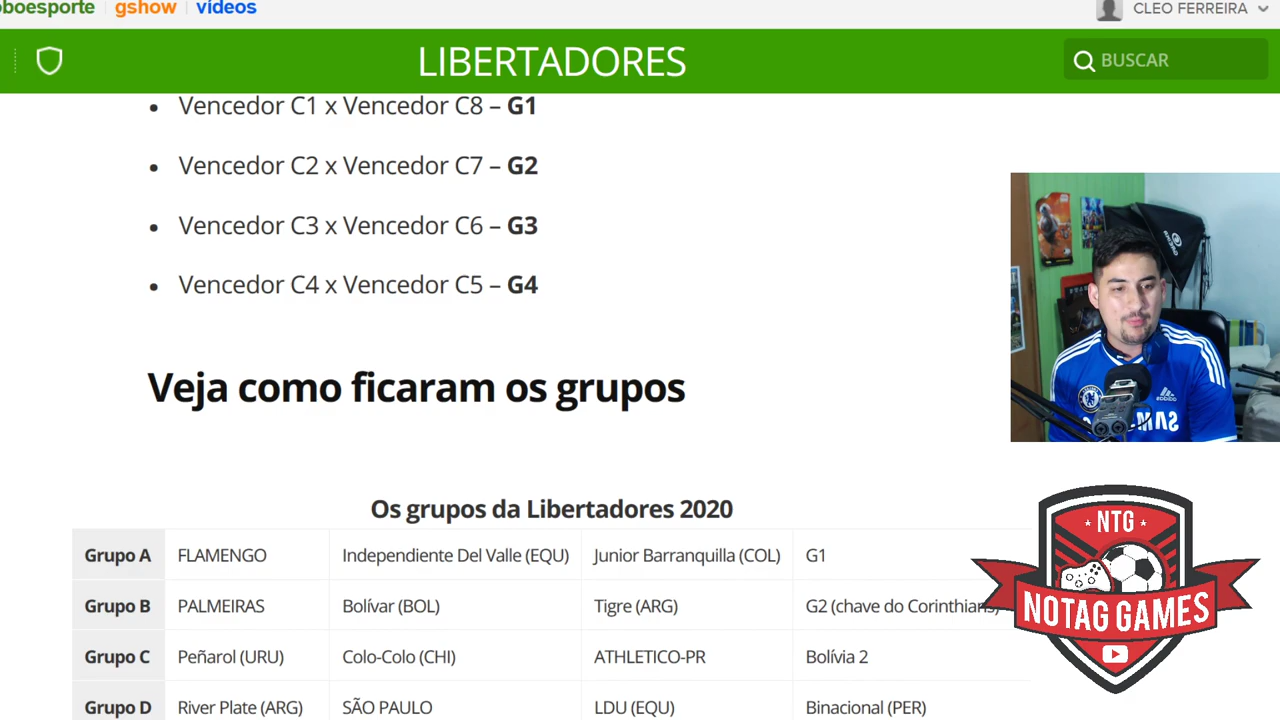 oboesporte gshow vídeos CLEO FERREIRA
LIBERTADORES
BUSCAR
• Vencedor C1 x Vencedor C8 – G1
• Vencedor C2 x Vencedor C7 – G2
• Vencedor C3 x Vencedor C6 – G3
• Vencedor C4 x Vencedor C5 – G4
Veja como ficaram os grupos
Os grupos da Libertadores 2020
Grupo A FLAMENGO Independiente Del Valle (EQU) Junior Barranquilla (COL) G1
Grupo B PALMEIRAS Bolívar (BOL) Tigre (ARG) G2 (chave do Corinthians)
Grupo C Peñarol (URU) Colo-Colo (CHI) ATHLETICO-PR Bolívia 2
Grupo D River Plate (ARG) SÃO PAULO LDU (EQU) Binacional (PER)
adidas
NTG
NOTAG GAMES